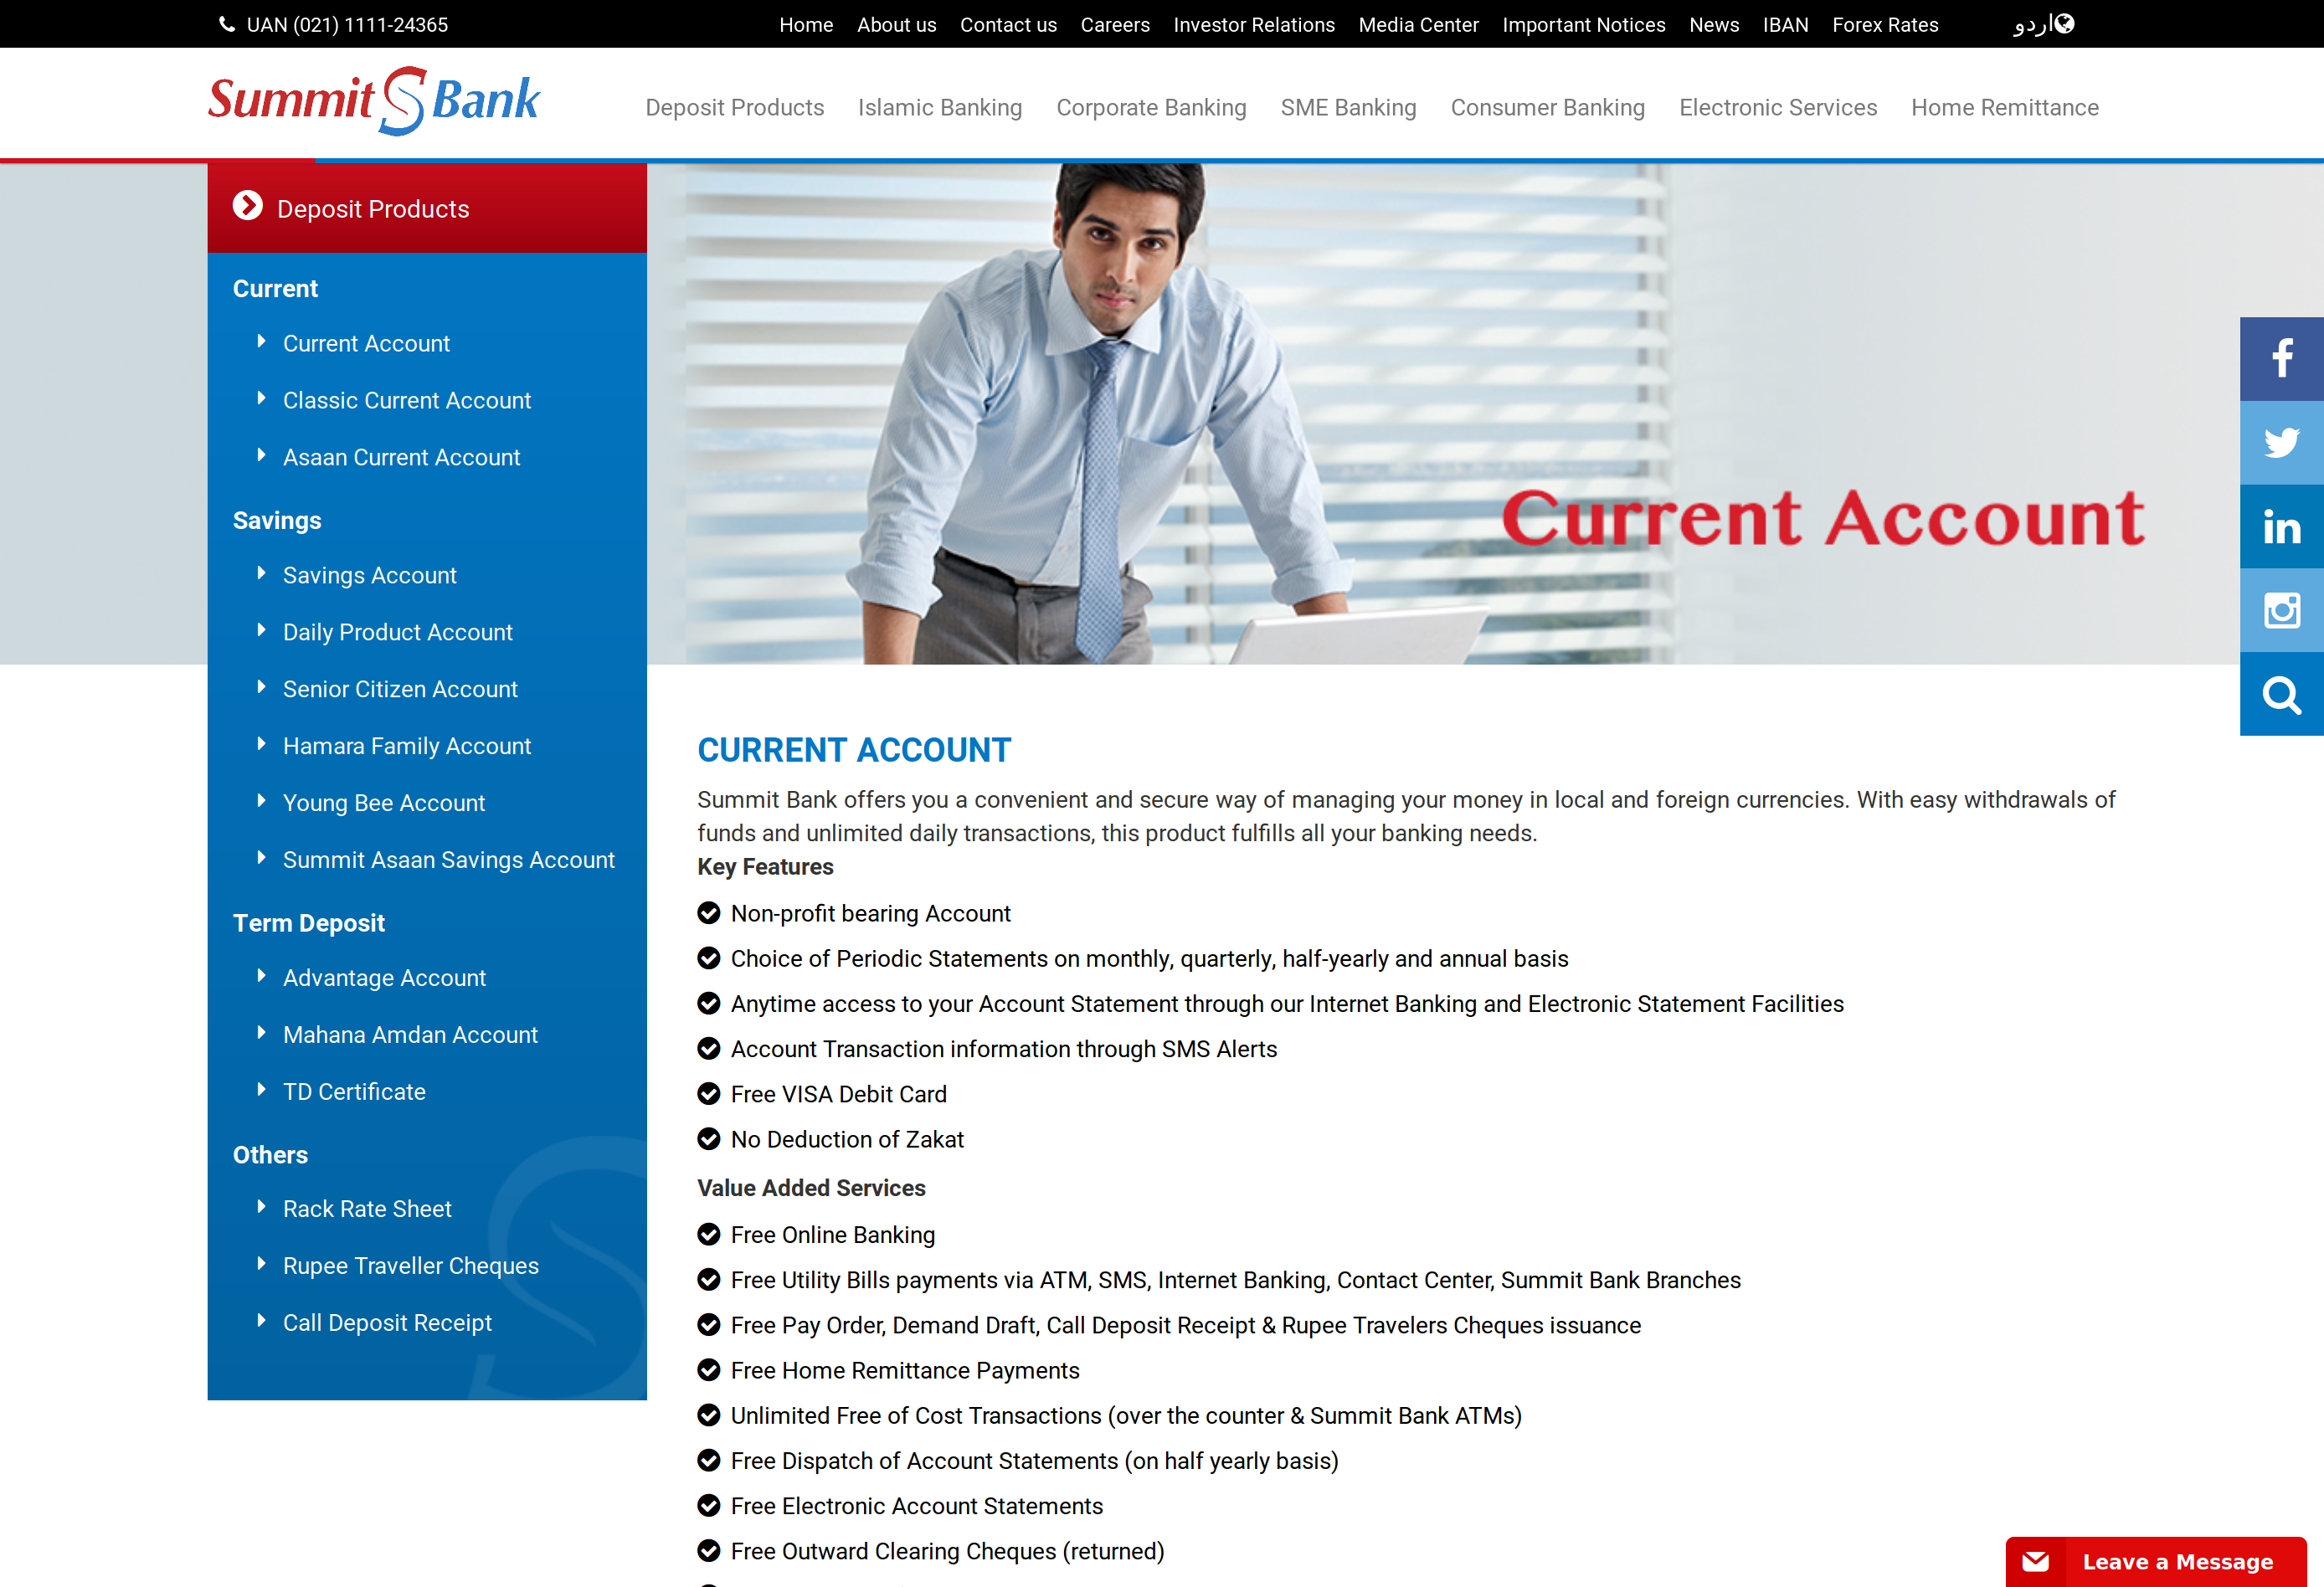 UAN (021) 1111-24365
Home About us Contact us Careers Investor Relations Media Center Important Notices News IBAN Forex Rates اردو
Summit S Bank
Deposit Products Islamic Banking Corporate Banking SME Banking Consumer Banking Electronic Services Home Remittance
Deposit Products
Current
Current Account
Classic Current Account
Asaan Current Account
Savings
Savings Account
Daily Product Account
Senior Citizen Account
Hamara Family Account
Young Bee Account
Summit Asaan Savings Account
Term Deposit
Advantage Account
Mahana Amdan Account
TD Certificate
Others
Rack Rate Sheet
Rupee Traveller Cheques
Call Deposit Receipt
Current Account
CURRENT ACCOUNT
Summit Bank offers you a convenient and secure way of managing your money in local and foreign currencies. With easy withdrawals of
funds and unlimited daily transactions, this product fulfills all your banking needs.
Key Features
Non-profit bearing Account
Choice of Periodic Statements on monthly, quarterly, half-yearly and annual basis
Anytime access to your Account Statement through our Internet Banking and Electronic Statement Facilities
Account Transaction information through SMS Alerts
Free VISA Debit Card
No Deduction of Zakat
Value Added Services
Free Online Banking
Free Utility Bills payments via ATM, SMS, Internet Banking, Contact Center, Summit Bank Branches
Free Pay Order, Demand Draft, Call Deposit Receipt & Rupee Travelers Cheques issuance
Free Home Remittance Payments
Unlimited Free of Cost Transactions (over the counter & Summit Bank ATMs)
Free Dispatch of Account Statements (on half yearly basis)
Free Electronic Account Statements
Free Outward Clearing Cheques (returned)
Leave a Message